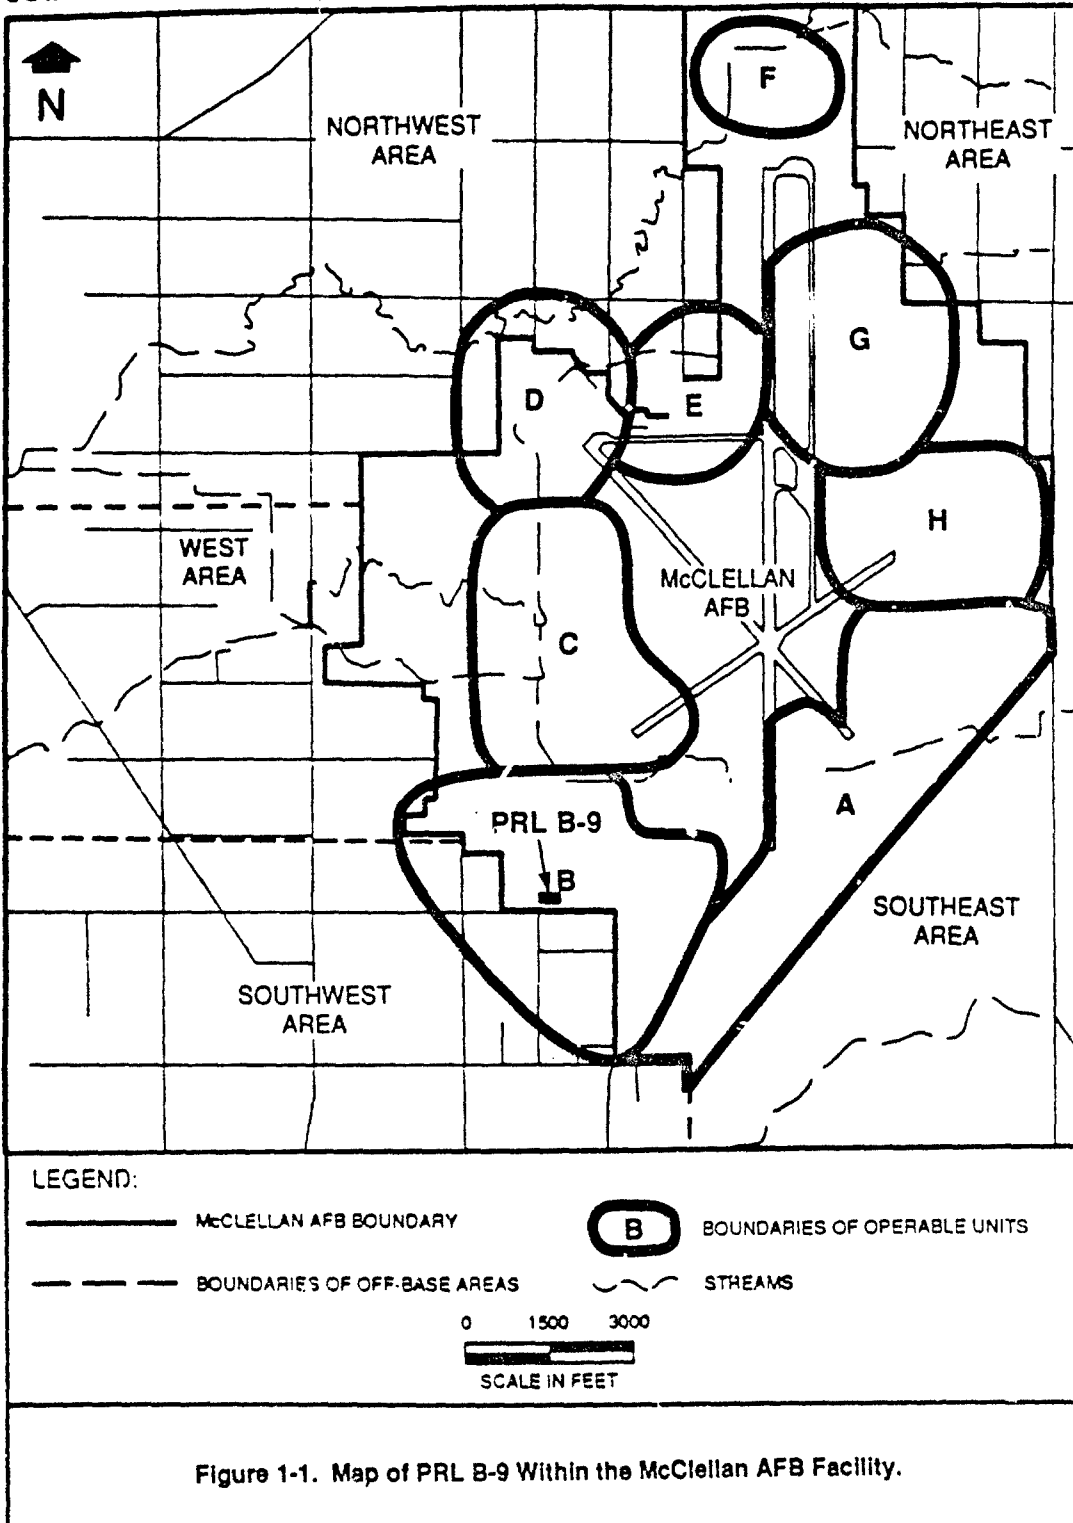 N
F
NORTHWEST
AREA
NORTHEAST
AREA
G
D
E
H
WEST
AREA
McCLELLAN
AFB
C
A
PRL B-9
B
SOUTHEAST
AREA
SOUTHWEST
AREA
LEGEND:
McCLELLAN AFB BOUNDARY
B
BOUNDARIES OF OPERABLE UNITS
BOUNDARIES OF OFF-BASE AREAS
STREAMS
0 1500 3000
SCALE IN FEET
Figure 1-1. Map of PRL B-9 Within the McClellan AFB Facility.